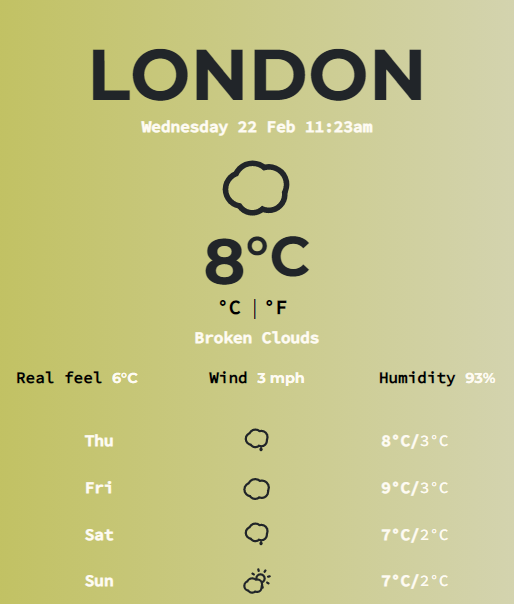 LONDON
Wednesday 22 Feb 11:23am
8°C
°C | °F
Broken Clouds
Real feel 6°C Wind 3 mph Humidity 93%
Thu 8°C/3°C
Fri 9°C/3°C
Sat 7°C/2°C
Sun 7°C/2°C